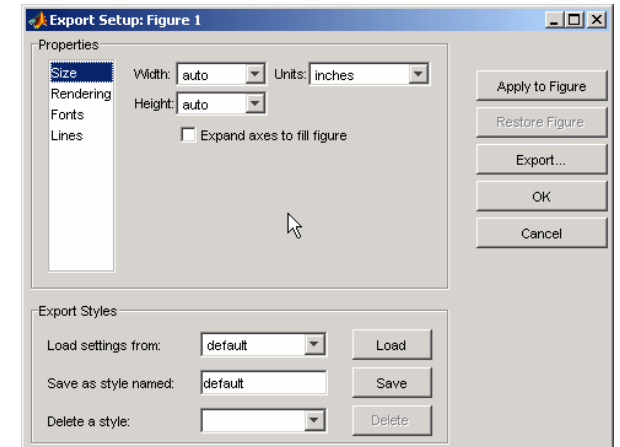 Export Setup: Figure 1
Properties
Size
Rendering
Fonts
Lines
Width: auto Units: inches
Height: auto
Expand axes to fill figure
Apply to Figure
Restore Figure
Export...
OK
Cancel
Export Styles
Load settings from: default Load
Save as style named: default Save
Delete a style: Delete